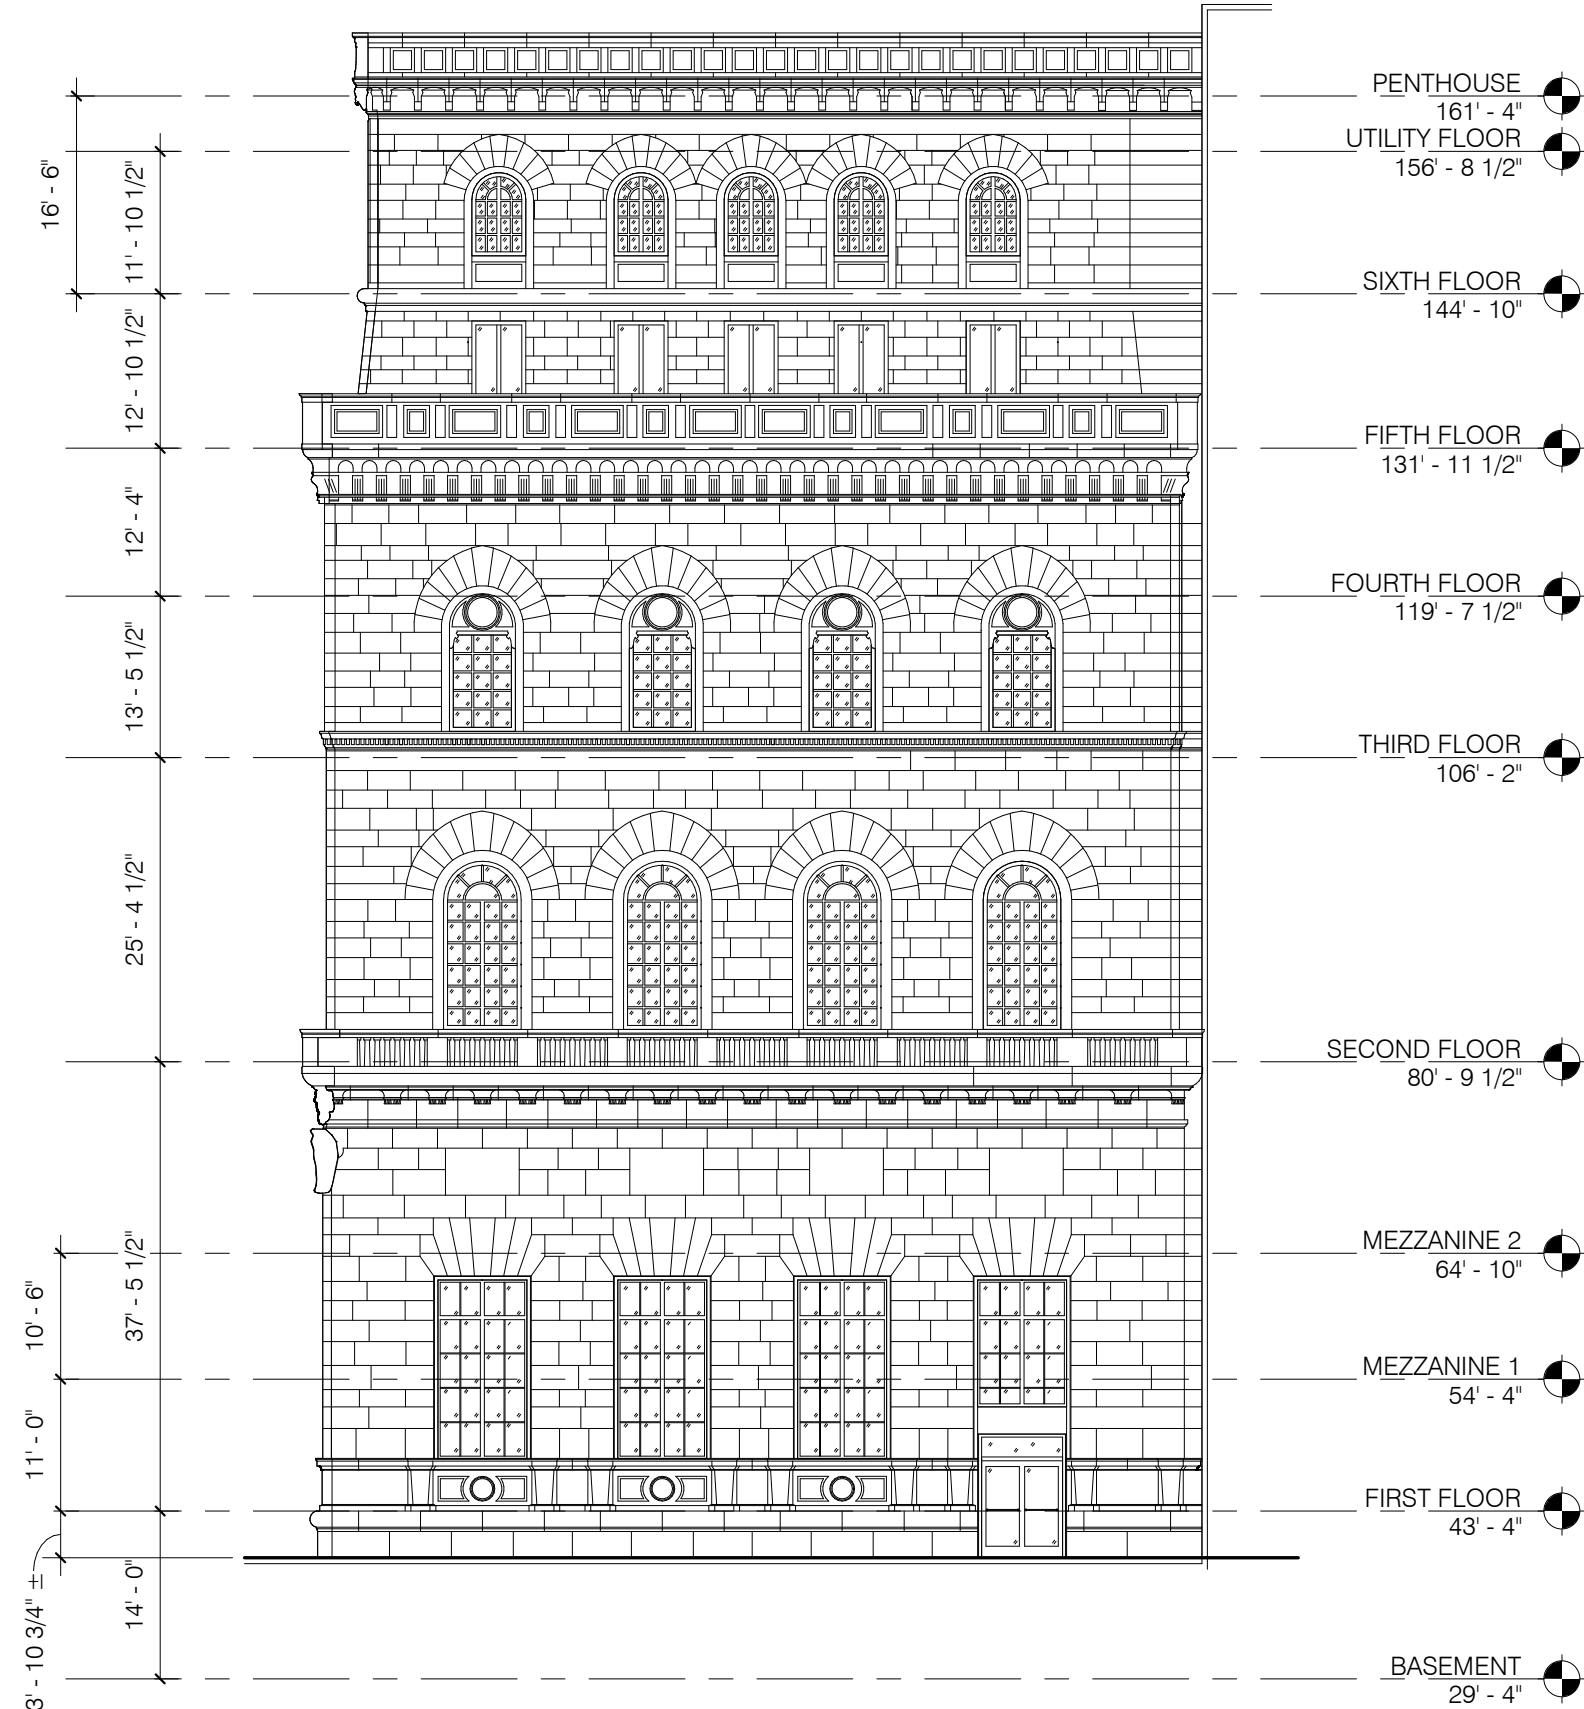 PENTHOUSE
161' - 4"
UTILITY FLOOR
156' - 8 1/2"
SIXTH FLOOR
144' - 10"
FIFTH FLOOR
131' - 11 1/2"
FOURTH FLOOR
119' - 7 1/2"
THIRD FLOOR
106' - 2"
SECOND FLOOR
80' - 9 1/2"
MEZZANINE 2
64' - 10"
MEZZANINE 1
54' - 4"
FIRST FLOOR
43' - 4"
BASEMENT
29' - 4"
16' - 6"
11' - 10 1/2"
12' - 10 1/2"
12' - 4"
13' - 5 1/2"
25' - 4 1/2"
37' - 5 1/2"
10' - 6"
11' - 0"
14' - 0"
3' - 10 3/4" ±